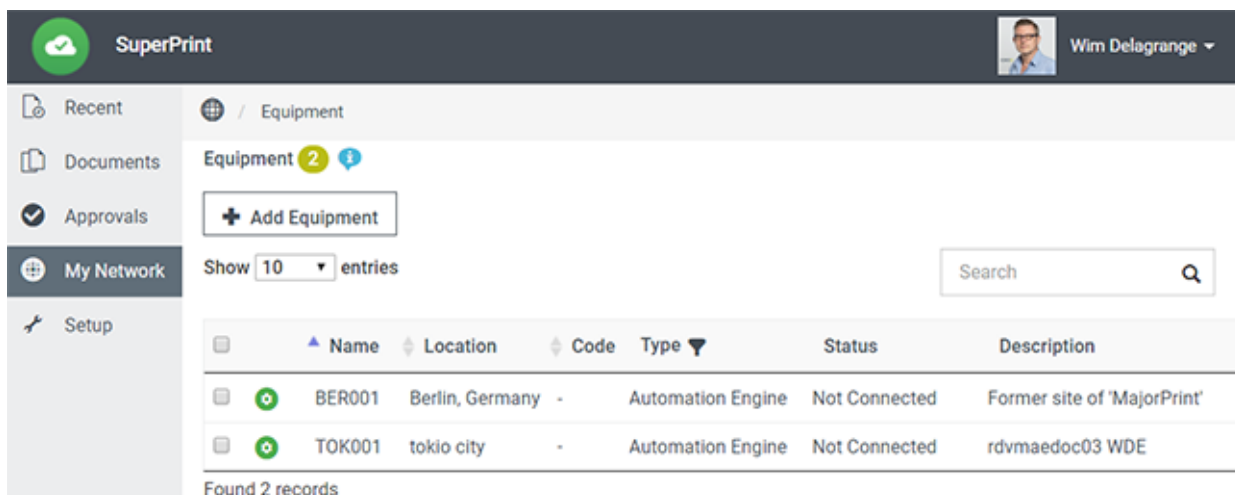 SuperPrint
Wim Delagrange
Recent
Equipment
Documents
Equipment 2
Approvals
Add Equipment
My Network
Show 10 entries
Search
Setup
Name Location Code Type Status Description
BER001 Berlin, Germany - Automation Engine Not Connected Former site of 'MajorPrint'
TOK001 tokio city - Automation Engine Not Connected rdvmaedoc03 WDE
Found 2 records